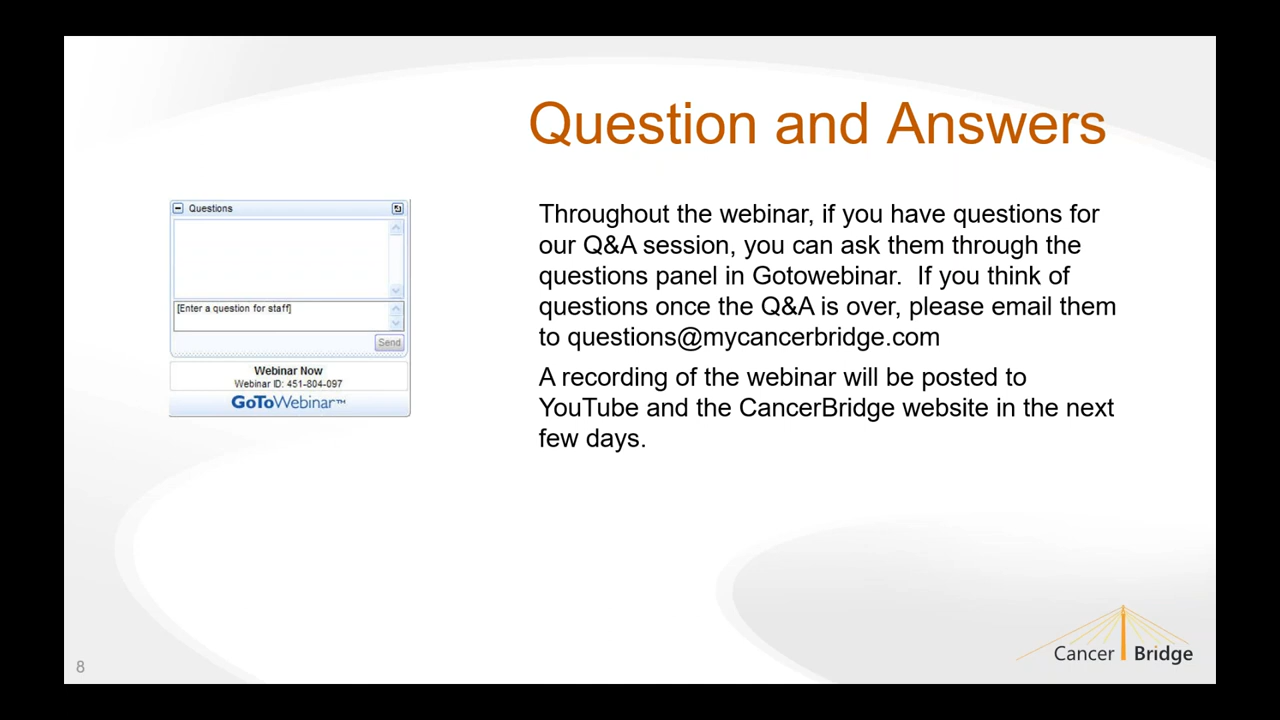 Question and Answers
Questions
[Enter a question for staff]
Send
Webinar Now
Webinar ID: 451-804-097
GoToWebinar™
Throughout the webinar, if you have questions for
our Q&A session, you can ask them through the
questions panel in Gotowebinar.  If you think of
questions once the Q&A is over, please email them
to questions@mycancerbridge.com
A recording of the webinar will be posted to
YouTube and the CancerBridge website in the next
few days.
8
Cancer Bridge